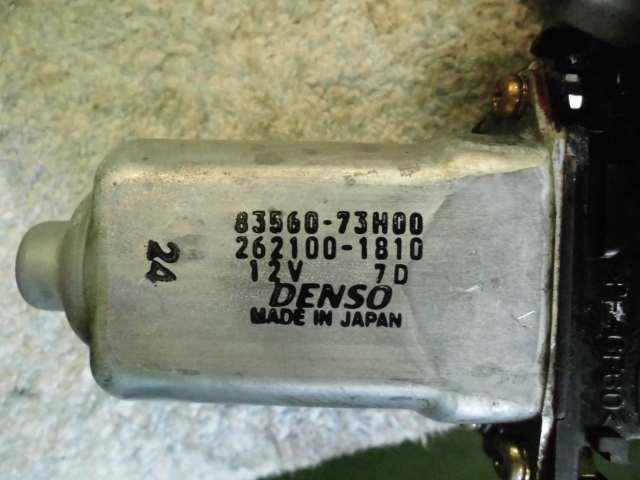 83560-73H00
262100-1810
12V 7D
DENSO
MADE IN JAPAN
24